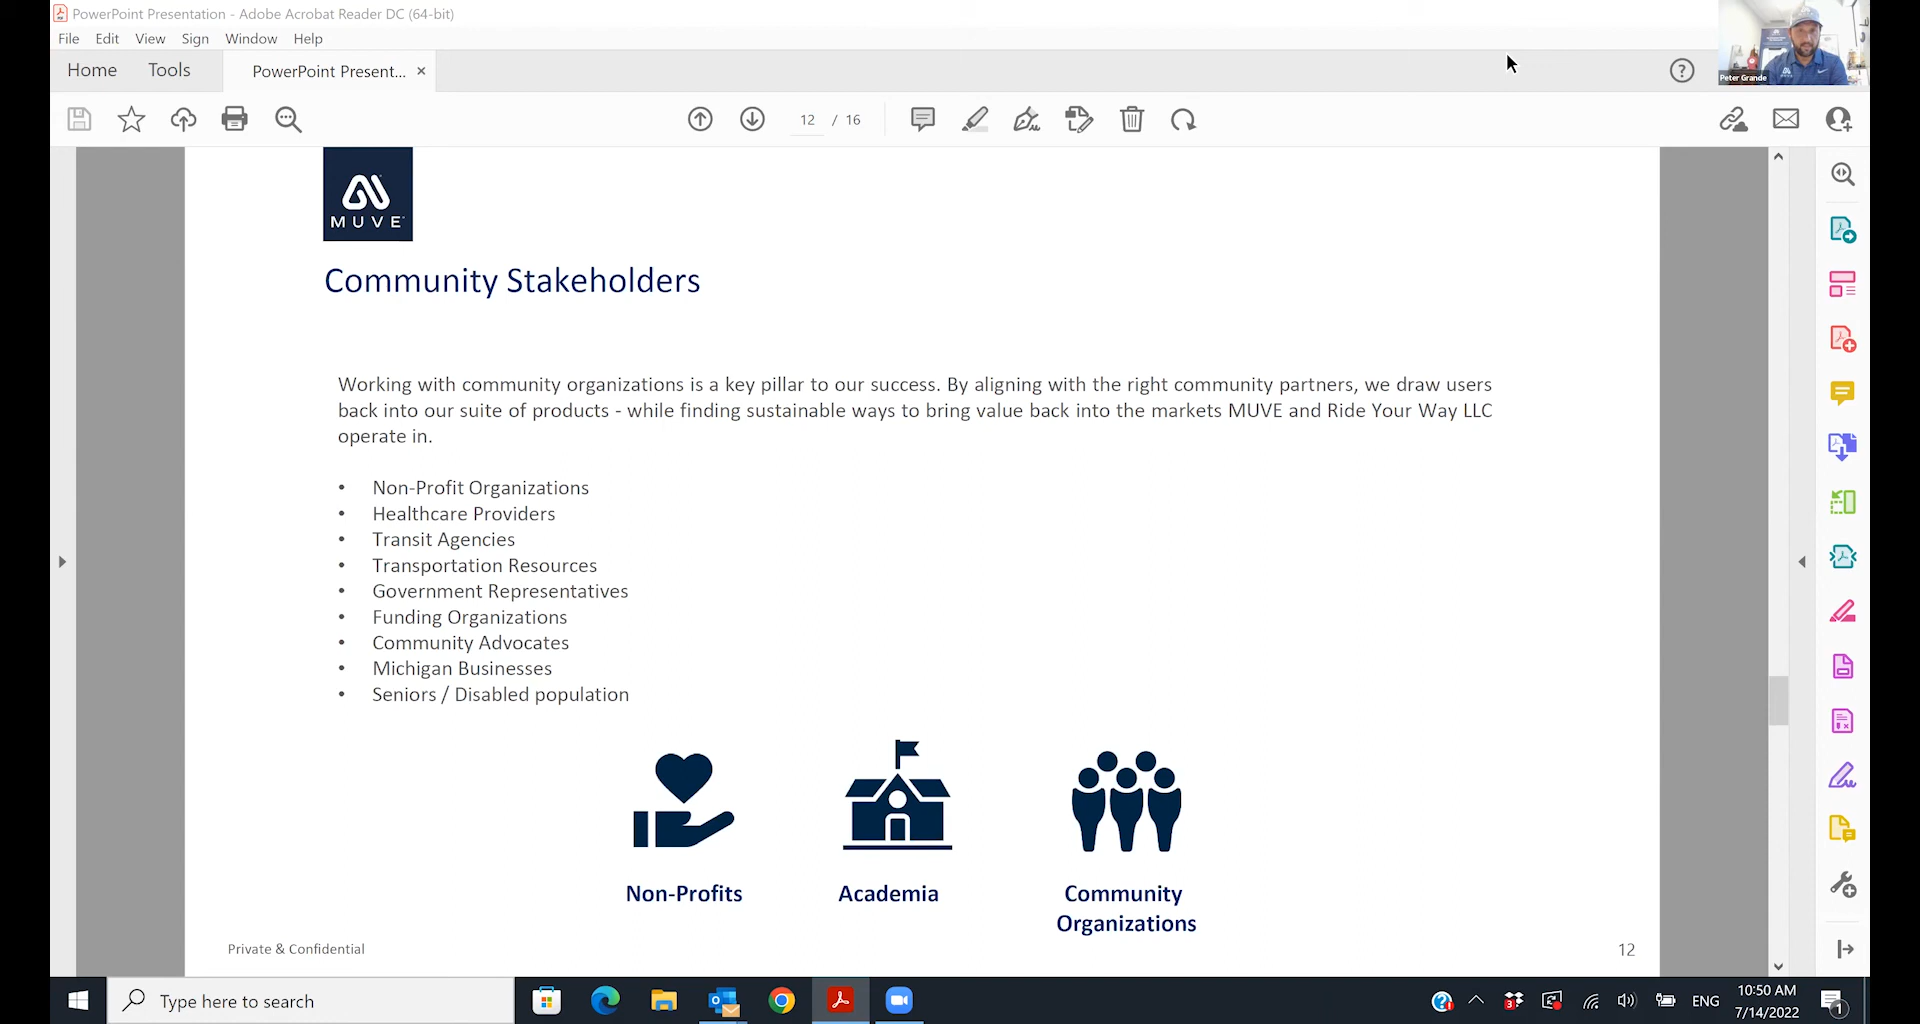 PowerPoint Presentation - Adobe Acrobat Reader DC (64-bit)
File Edit View Sign Window Help
Home Tools PowerPoint Present... ×
Peter Grande
12 / 16
MUVE
Community Stakeholders
Working with community organizations is a key pillar to our success. By aligning with the right community partners, we draw users
back into our suite of products - while finding sustainable ways to bring value back into the markets MUVE and Ride Your Way LLC
operate in.
• Non-Profit Organizations
• Healthcare Providers
• Transit Agencies
• Transportation Resources
• Government Representatives
• Funding Organizations
• Community Advocates
• Michigan Businesses
• Seniors / Disabled population
Non-Profits
Academia
Community
Organizations
Private & Confidential
12
Type here to search
ENG
10:50 AM
7/14/2022
1